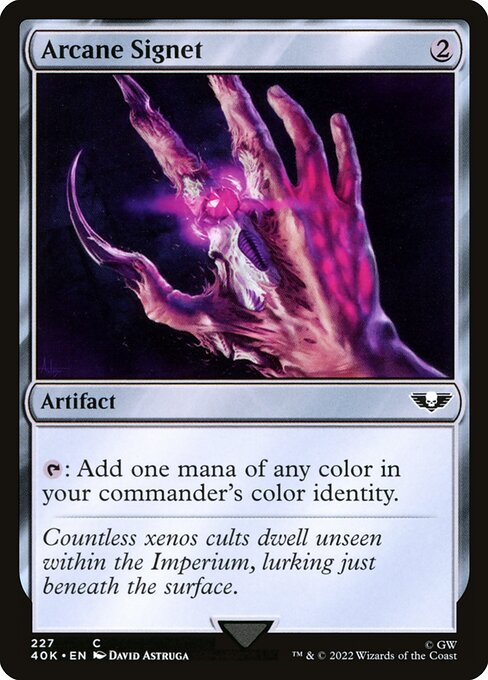 Arcane Signet 2
Artifact
: Add one mana of any color in
your commander's color identity.
Countless xenos cults dwell unseen
within the Imperium, lurking just
beneath the surface.
227 C
40K • EN DAVID ASTRUGA
© GW
™ & © 2022 Wizards of the Coast